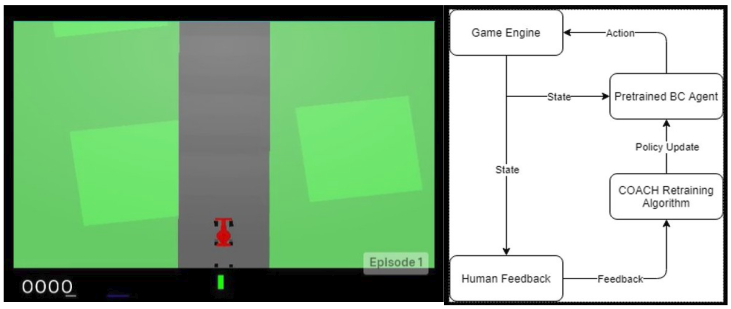 Episode 1
0000
Game Engine
Action
State
Pretrained BC Agent
Policy Update
State
COACH Retraining
Algorithm
Human Feedback
Feedback